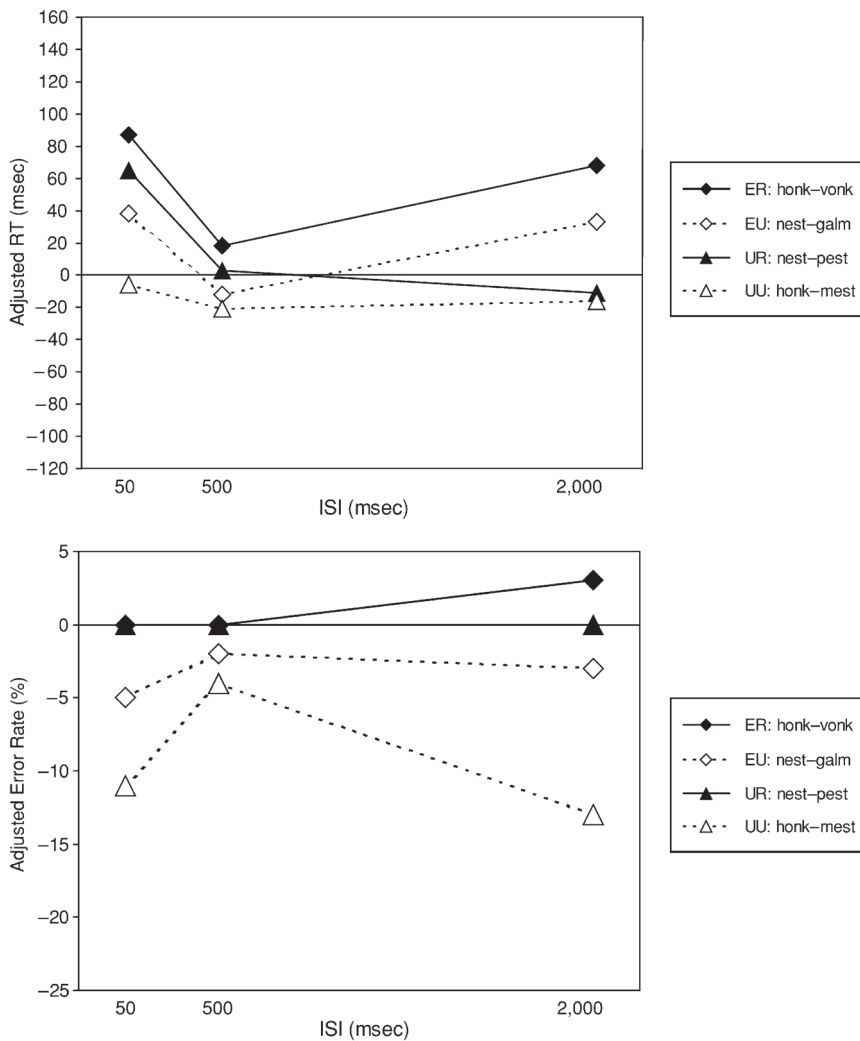 160
140
120
100
80
60
40
20
0
−20
−40
−60
−80
−100
−120
Adjusted RT (msec)
50 500 2,000
ISI (msec)
ER: honk–vonk
EU: nest–galm
UR: nest–pest
UU: honk–mest
5
0
−5
−10
−15
−20
−25
Adjusted Error Rate (%)
50 500 2,000
ISI (msec)
ER: honk–vonk
EU: nest–galm
UR: nest–pest
UU: honk–mest